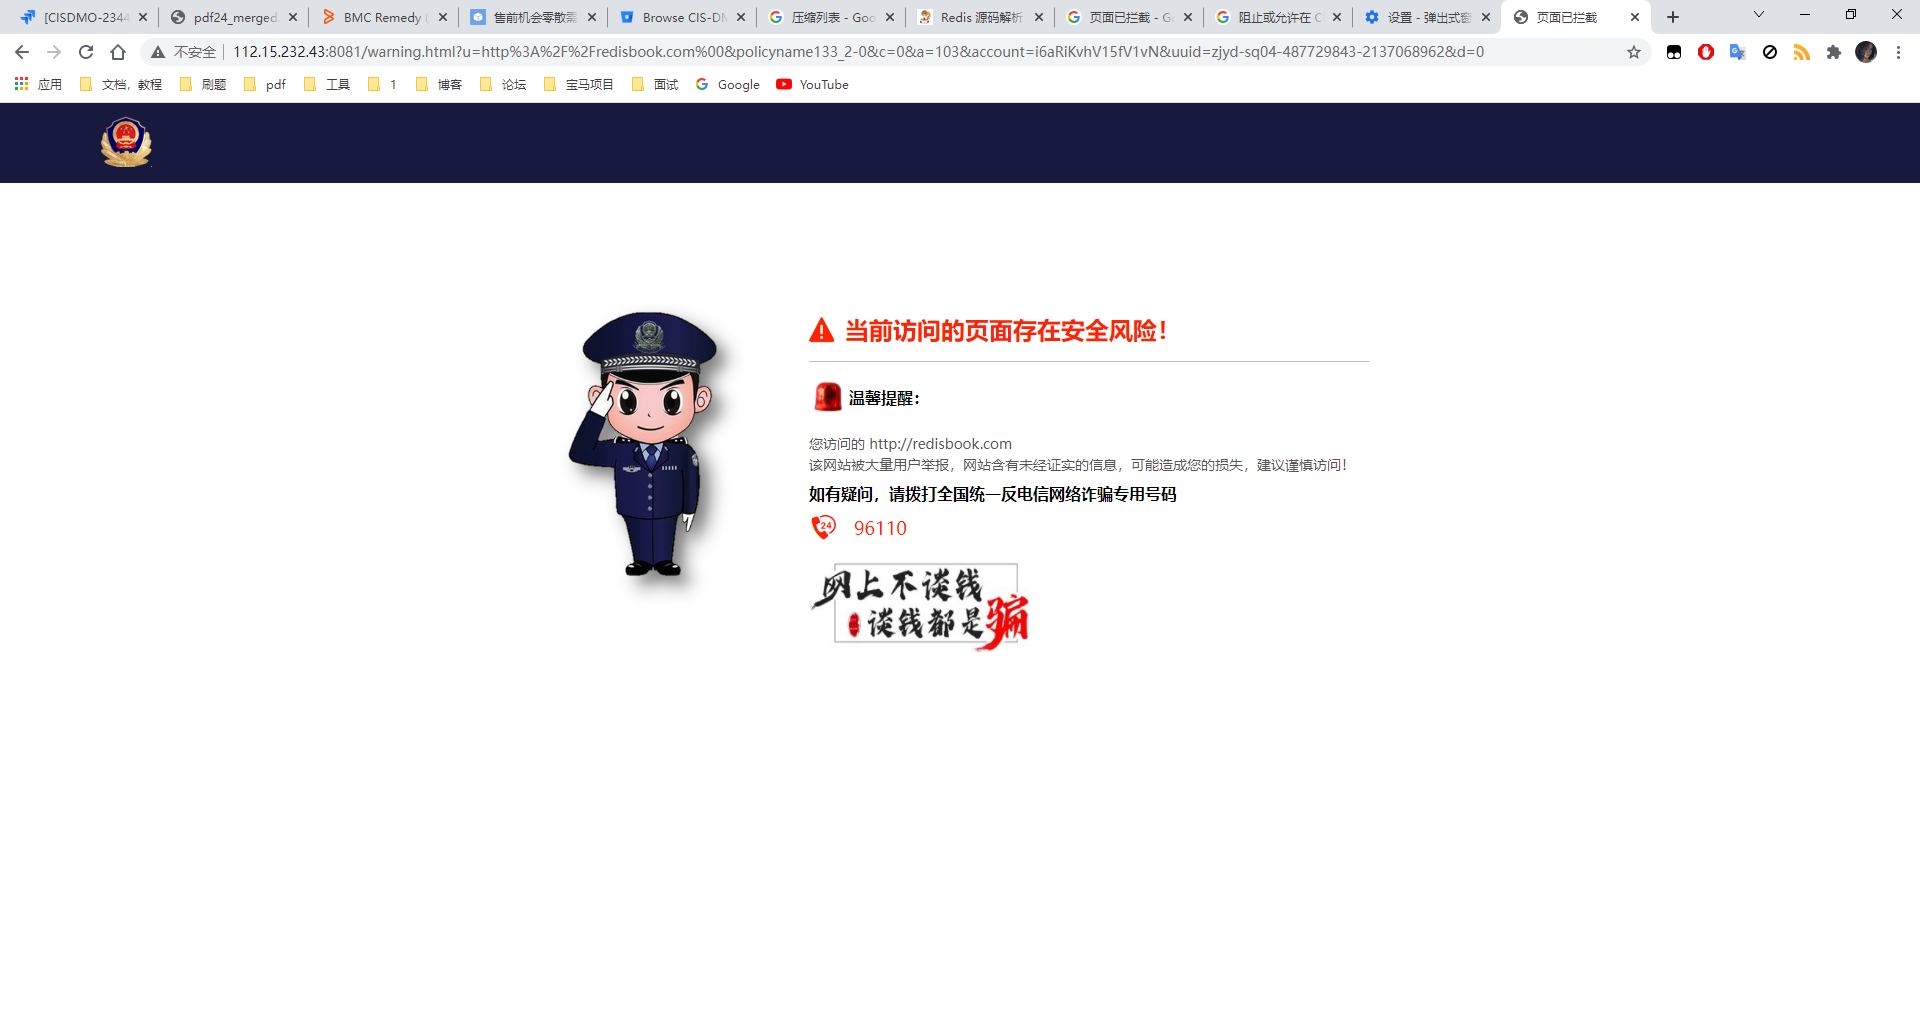 [CISDMO-2344
pdf24_merged.
BMC Remedy (
售前机会零散需
Browse CIS-DM
压缩列表 - Goo
Redis 源码解析
页面已拦截 - Go
阻止或允许在 C
设置 - 弹出式窗
页面已拦截
不安全
112.15.232.43:8081/warning.html?u=http%3A%2F%2Fredisbook.com%00&policyname133_2-0&c=0&a=103&account=i6aRiKvhV15fV1vN&uuid=zjyd-sq04-487729843-2137068962&d=0
应用
文档，教程
刷题
pdf
工具
1
博客
论坛
宝马项目
面试
Google
YouTube
当前访问的页面存在安全风险！
温馨提醒：
您访问的 http://redisbook.com
该网站被大量用户举报，网站含有未经证实的信息，可能造成您的损失，建议谨慎访问！
如有疑问，请拨打全国统一反电信网络诈骗专用号码
24
96110
网上不谈钱
谈钱都是骗